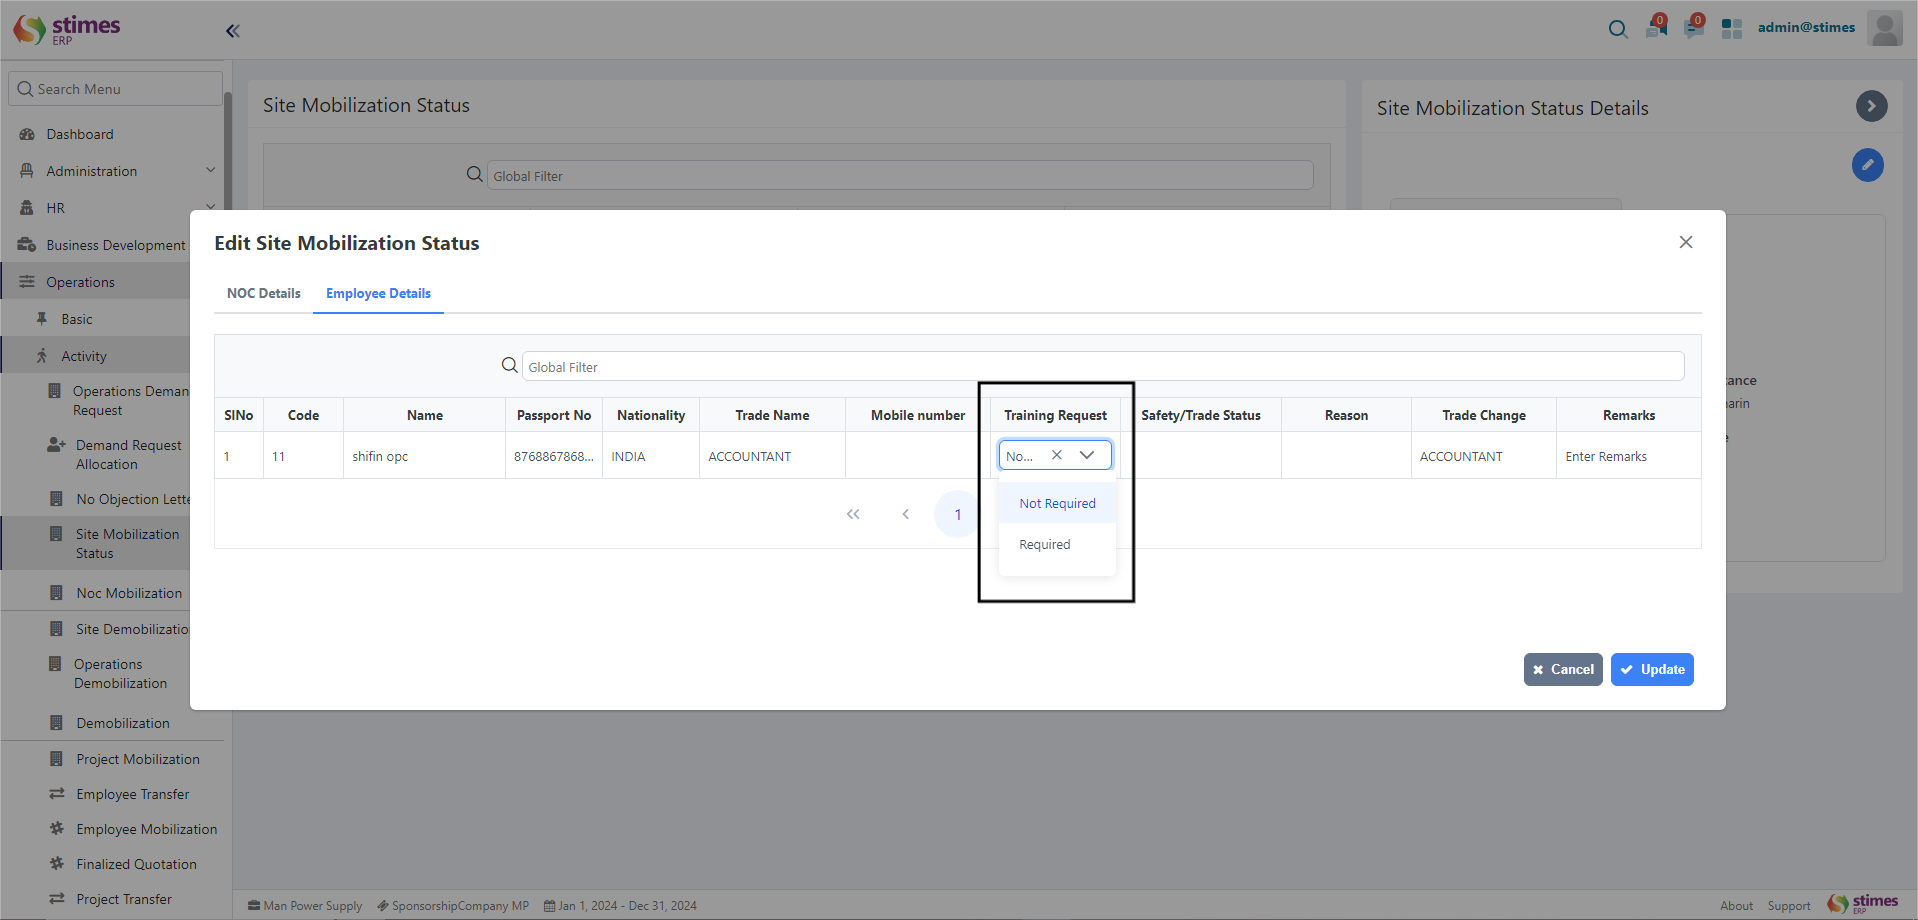 stimes
ERP
0
0
admin@stimes
Search Menu
Dashboard
Administration
HR
Business Development
Operations
Basic
Activity
Operations Deman
Request
Demand Request
Allocation
No Objection Lette
Site Mobilization
Status
Noc Mobilization
Site Demobilizatio
Operations
Demobilization
Demobilization
Project Mobilization
Employee Transfer
Employee Mobilization
Finalized Quotation
Project Transfer
Site Mobilization Status
Global Filter
Site Mobilization Status Details
ance
arin
e
Edit Site Mobilization Status
NOC Details Employee Details
Global Filter
SlNo Code Name Passport No Nationality Trade Name Mobile number Training Request Safety/Trade Status Reason Trade Change Remarks
1 11 shifin opc 8768867868... INDIA ACCOUNTANT No... ACCOUNTANT Enter Remarks
Not Required
Required
1
Cancel Update
Man Power Supply SponsorshipCompany MP Jan 1, 2024 - Dec 31, 2024
About Support stimes
ERP